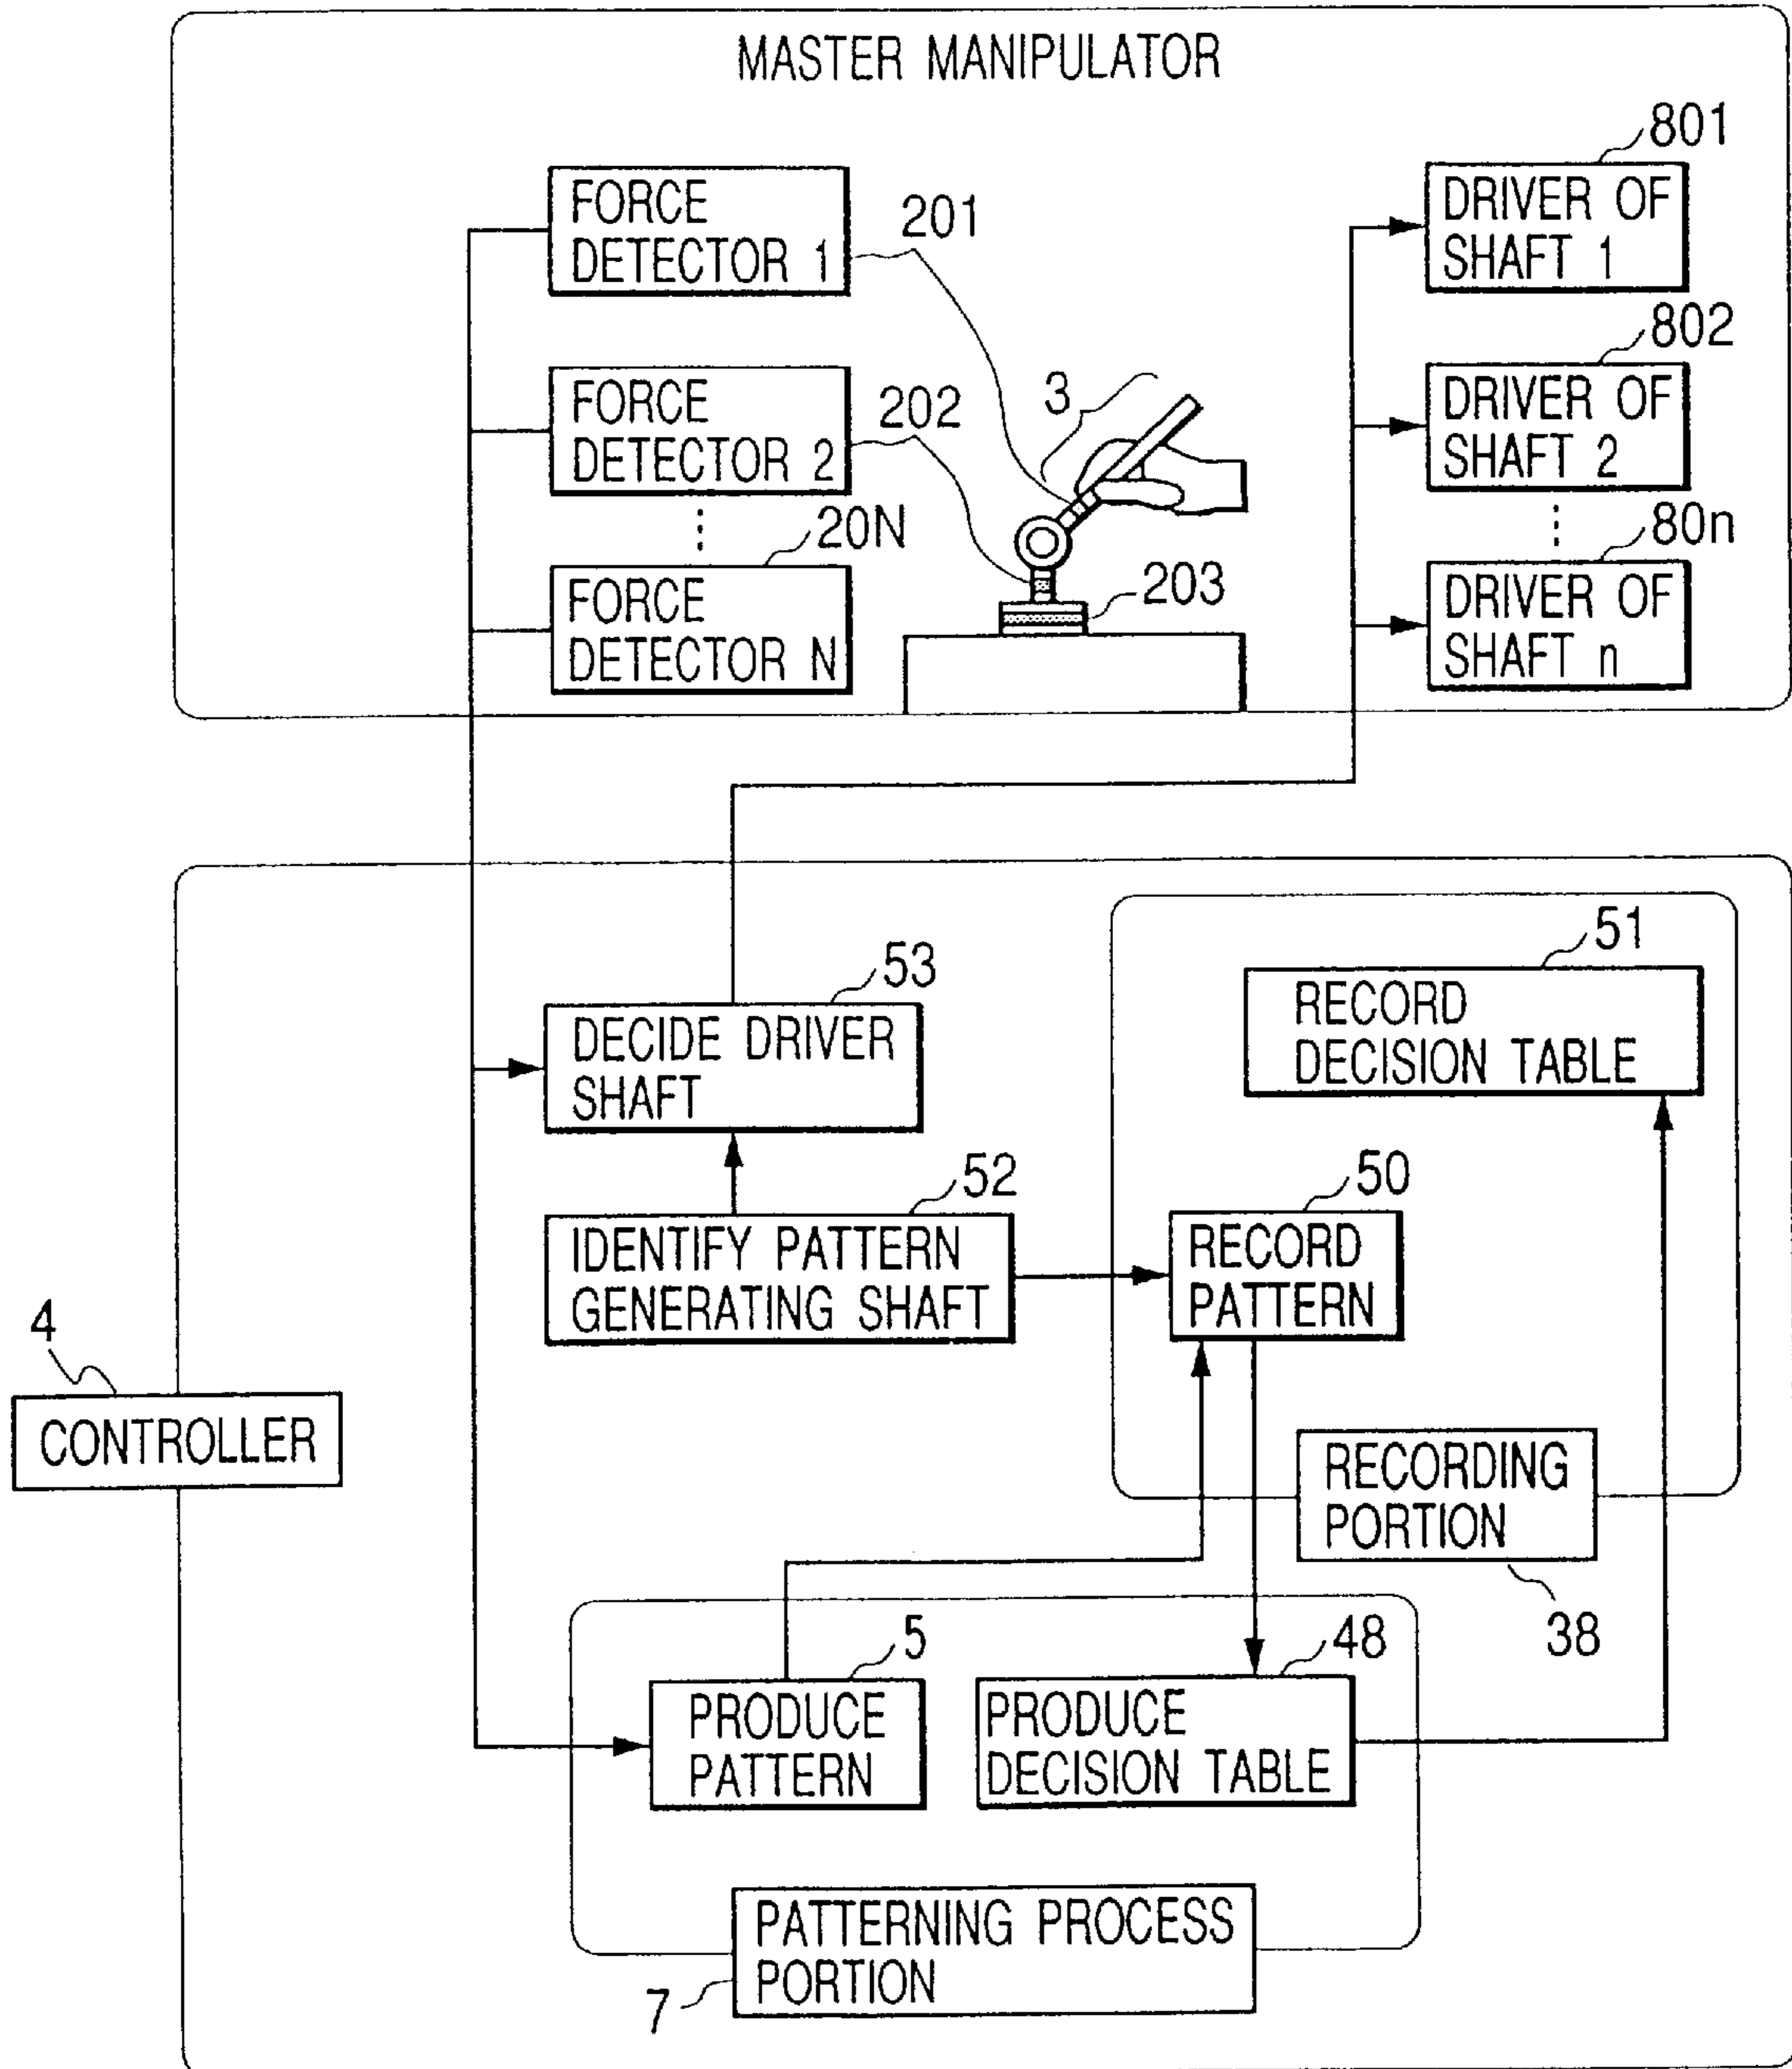 MASTER MANIPULATOR
801
FORCE
DETECTOR 1
201
DRIVER OF
SHAFT 1
802
3
FORCE
DETECTOR 2
202
DRIVER OF
SHAFT 2
20N
80n
FORCE
DETECTOR N
203
DRIVER OF
SHAFT n
51
53
RECORD
DECISION TABLE
DECIDE DRIVER
SHAFT
52
50
IDENTIFY PATTERN
GENERATING SHAFT
RECORD
PATTERN
4
CONTROLLER
RECORDING
PORTION
38
5
48
PRODUCE
PATTERN
PRODUCE
DECISION TABLE
PATTERNING PROCESS
PORTION
7